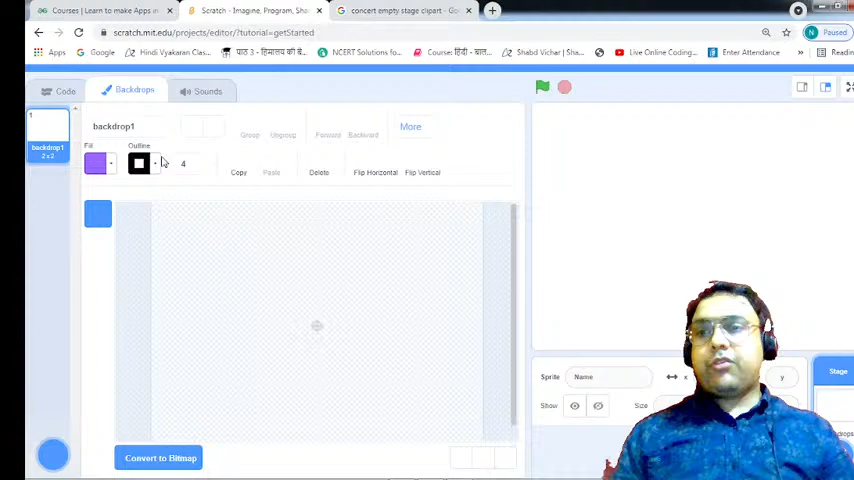 Courses | Learn to make Apps in
Scratch - Imagine, Program, Sha
concert empty stage clipart - Go
scratch.mit.edu/projects/editor/?tutorial=getStarted
N Paused
Apps
Google
Hindi Vyakaran Clas
पाठ 3 - हिमालय की बे
NCERT Solutions fo
Course: हिंदी - बाल
Shabd Vichar | Sha
Live Online Coding
Enter Attendance
Code
Backdrops
Sounds
1
backdrop1
Group
Ungroup
Forward
Backward
More
Fill
Outline
4
Copy
Paste
Delete
Flip Horizontal
Flip Vertical
backdrop1
2 x 2
Convert to Bitmap
Sprite
Name
x
y
Show
Size
Stage